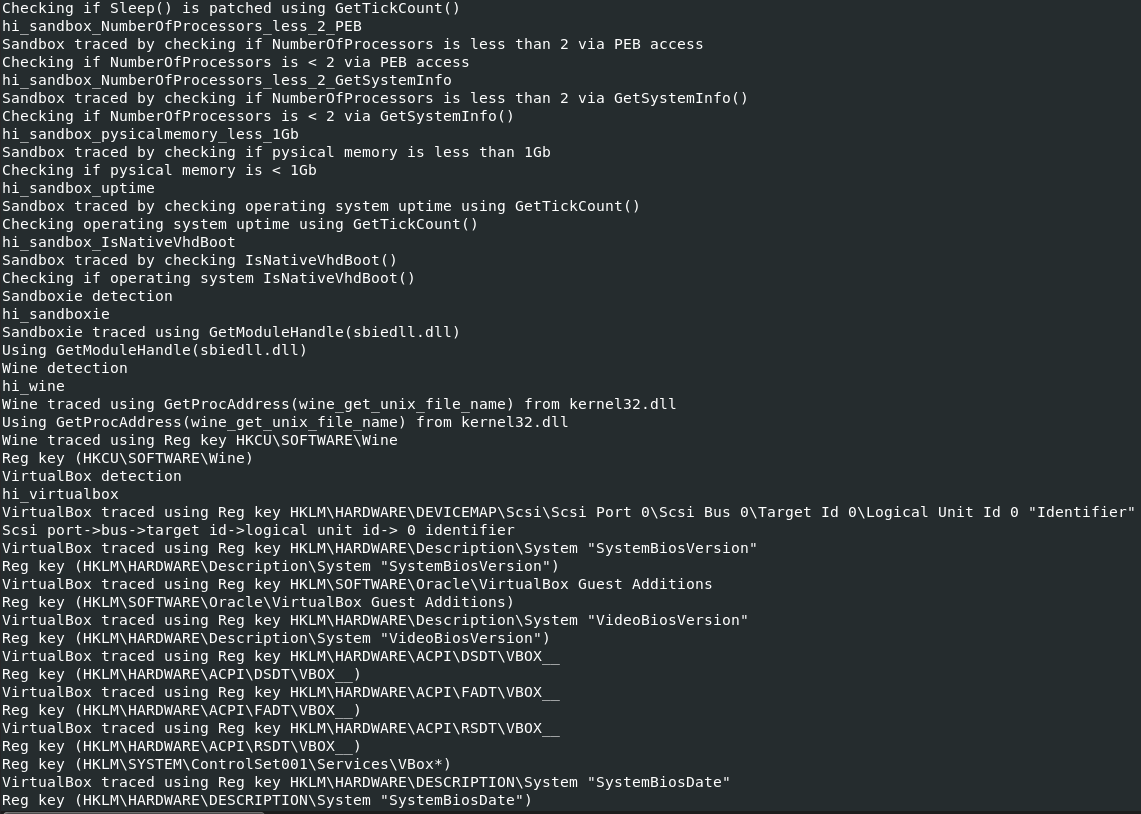 Checking if Sleep() is patched using GetTickCount()
hi_sandbox_NumberOfProcessors_less_2_PEB
Sandbox traced by checking if NumberOfProcessors is less than 2 via PEB access
Checking if NumberOfProcessors is < 2 via PEB access
hi_sandbox_NumberOfProcessors_less_2_GetSystemInfo
Sandbox traced by checking if NumberOfProcessors is less than 2 via GetSystemInfo()
Checking if NumberOfProcessors is < 2 via GetSystemInfo()
hi_sandbox_pysicalmemory_less_1Gb
Sandbox traced by checking if pysical memory is less than 1Gb
Checking if pysical memory is < 1Gb
hi_sandbox_uptime
Sandbox traced by checking operating system uptime using GetTickCount()
Checking operating system uptime using GetTickCount()
hi_sandbox_IsNativeVhdBoot
Sandbox traced by checking IsNativeVhdBoot()
Checking if operating system IsNativeVhdBoot()
Sandboxie detection
hi_sandboxie
Sandboxie traced using GetModuleHandle(sbiedll.dll)
Using GetModuleHandle(sbiedll.dll)
Wine detection
hi_wine
Wine traced using GetProcAddress(wine_get_unix_file_name) from kernel32.dll
Using GetProcAddress(wine_get_unix_file_name) from kernel32.dll
Wine traced using Reg key HKCU\SOFTWARE\Wine
Reg key (HKCU\SOFTWARE\Wine)
VirtualBox detection
hi_virtualbox
VirtualBox traced using Reg key HKLM\HARDWARE\DEVICEMAP\Scsi\Scsi Port 0\Scsi Bus 0\Target Id 0\Logical Unit Id 0 "Identifier"
Scsi port->bus->target id->logical unit id-> 0 identifier
VirtualBox traced using Reg key HKLM\HARDWARE\Description\System "SystemBiosVersion"
Reg key (HKLM\HARDWARE\Description\System "SystemBiosVersion")
VirtualBox traced using Reg key HKLM\SOFTWARE\Oracle\VirtualBox Guest Additions
Reg key (HKLM\SOFTWARE\Oracle\VirtualBox Guest Additions)
VirtualBox traced using Reg key HKLM\HARDWARE\Description\System "VideoBiosVersion"
Reg key (HKLM\HARDWARE\Description\System "VideoBiosVersion")
VirtualBox traced using Reg key HKLM\HARDWARE\ACPI\DSDT\VBOX__
Reg key (HKLM\HARDWARE\ACPI\DSDT\VBOX__)
VirtualBox traced using Reg key HKLM\HARDWARE\ACPI\FADT\VBOX__
Reg key (HKLM\HARDWARE\ACPI\FADT\VBOX__)
VirtualBox traced using Reg key HKLM\HARDWARE\ACPI\RSDT\VBOX__
Reg key (HKLM\HARDWARE\ACPI\RSDT\VBOX__)
Reg key (HKLM\SYSTEM\ControlSet001\Services\VBox*)
VirtualBox traced using Reg key HKLM\HARDWARE\DESCRIPTION\System "SystemBiosDate"
Reg key (HKLM\HARDWARE\DESCRIPTION\System "SystemBiosDate")